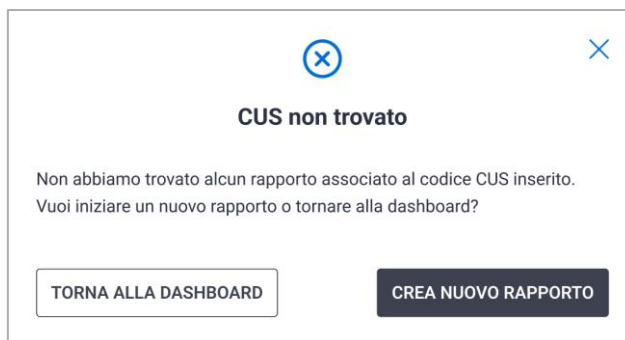 CUS non trovato
Non abbiamo trovato alcun rapporto associato al codice CUS inserito.
Vuoi iniziare un nuovo rapporto o tornare alla dashboard?
TORNA ALLA DASHBOARD
CREA NUOVO RAPPORTO